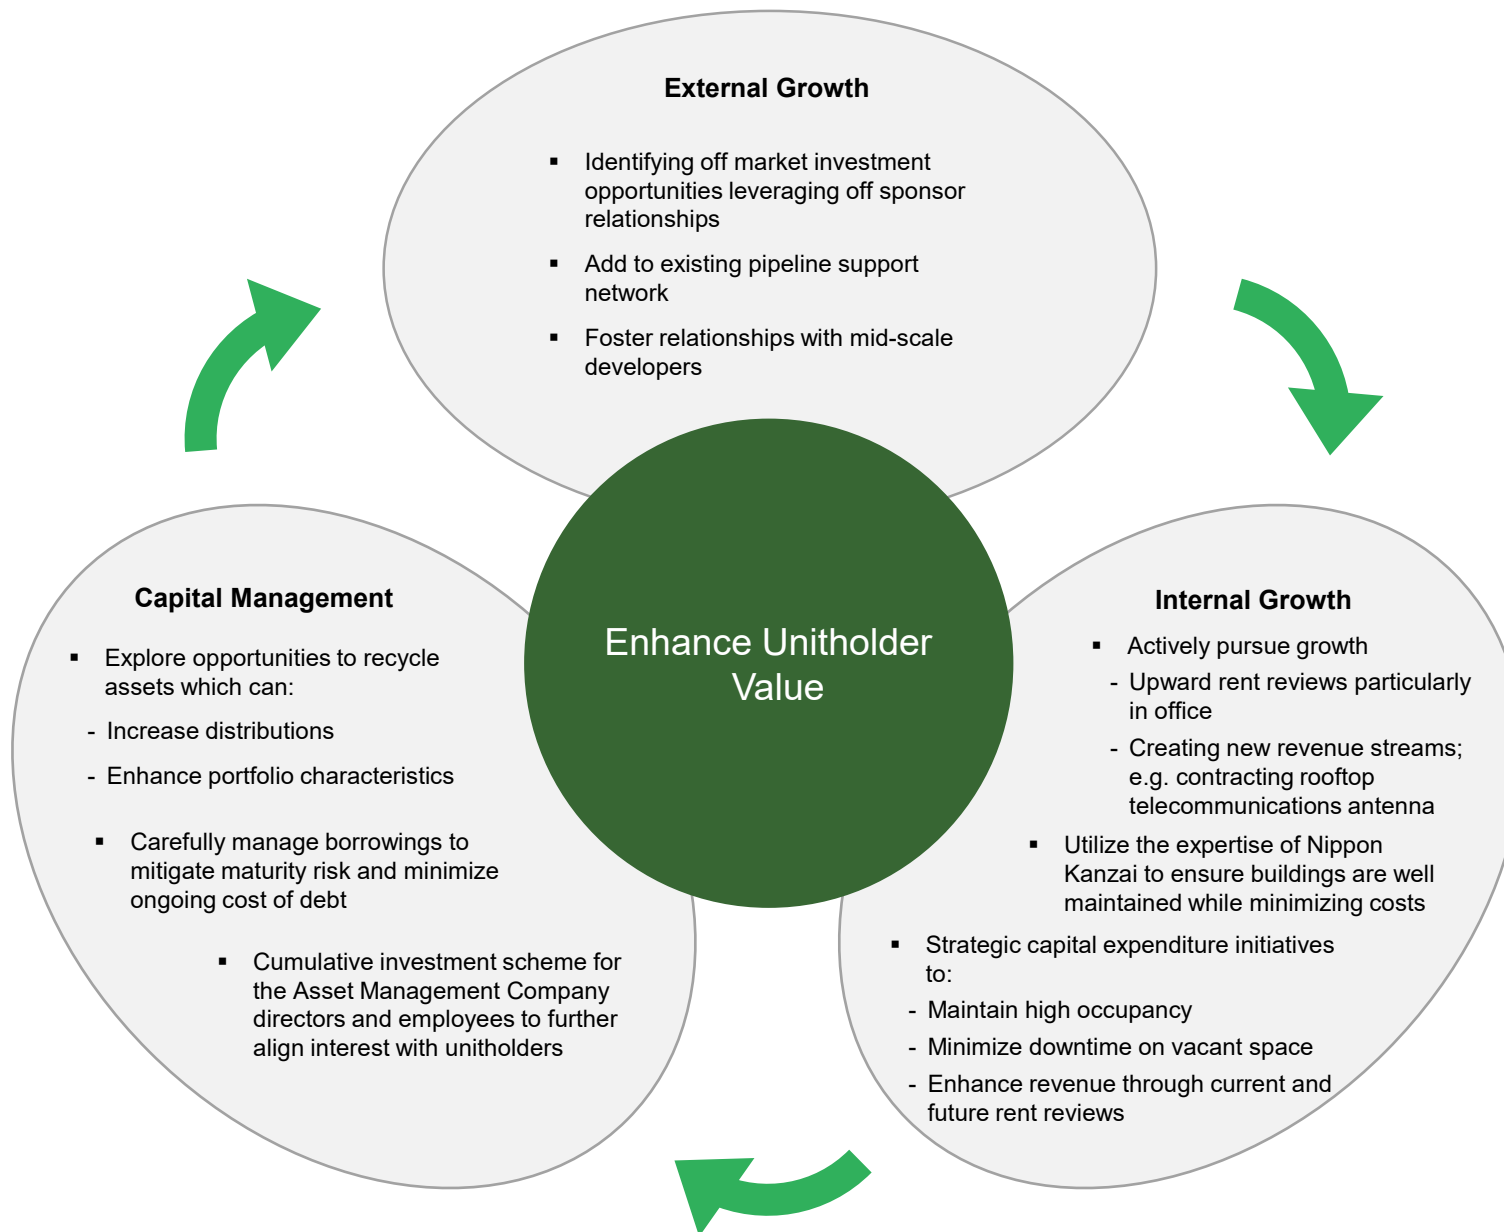 External Growth
▪ Identifying off market investment
opportunities leveraging off sponsor
relationships
▪ Add to existing pipeline support
network
▪ Foster relationships with mid-scale
developers
Enhance Unitholder
Value
Capital Management
▪ Explore opportunities to recycle
assets which can:
- Increase distributions
- Enhance portfolio characteristics
▪ Carefully manage borrowings to
mitigate maturity risk and minimize
ongoing cost of debt
▪ Cumulative investment scheme for
the Asset Management Company
directors and employees to further
align interest with unitholders
Internal Growth
▪ Actively pursue growth
- Upward rent reviews particularly
in office
- Creating new revenue streams;
e.g. contracting rooftop
telecommunications antenna
▪ Utilize the expertise of Nippon
Kanzai to ensure buildings are well
maintained while minimizing costs
▪ Strategic capital expenditure initiatives
to:
- Maintain high occupancy
- Minimize downtime on vacant space
- Enhance revenue through current and
future rent reviews